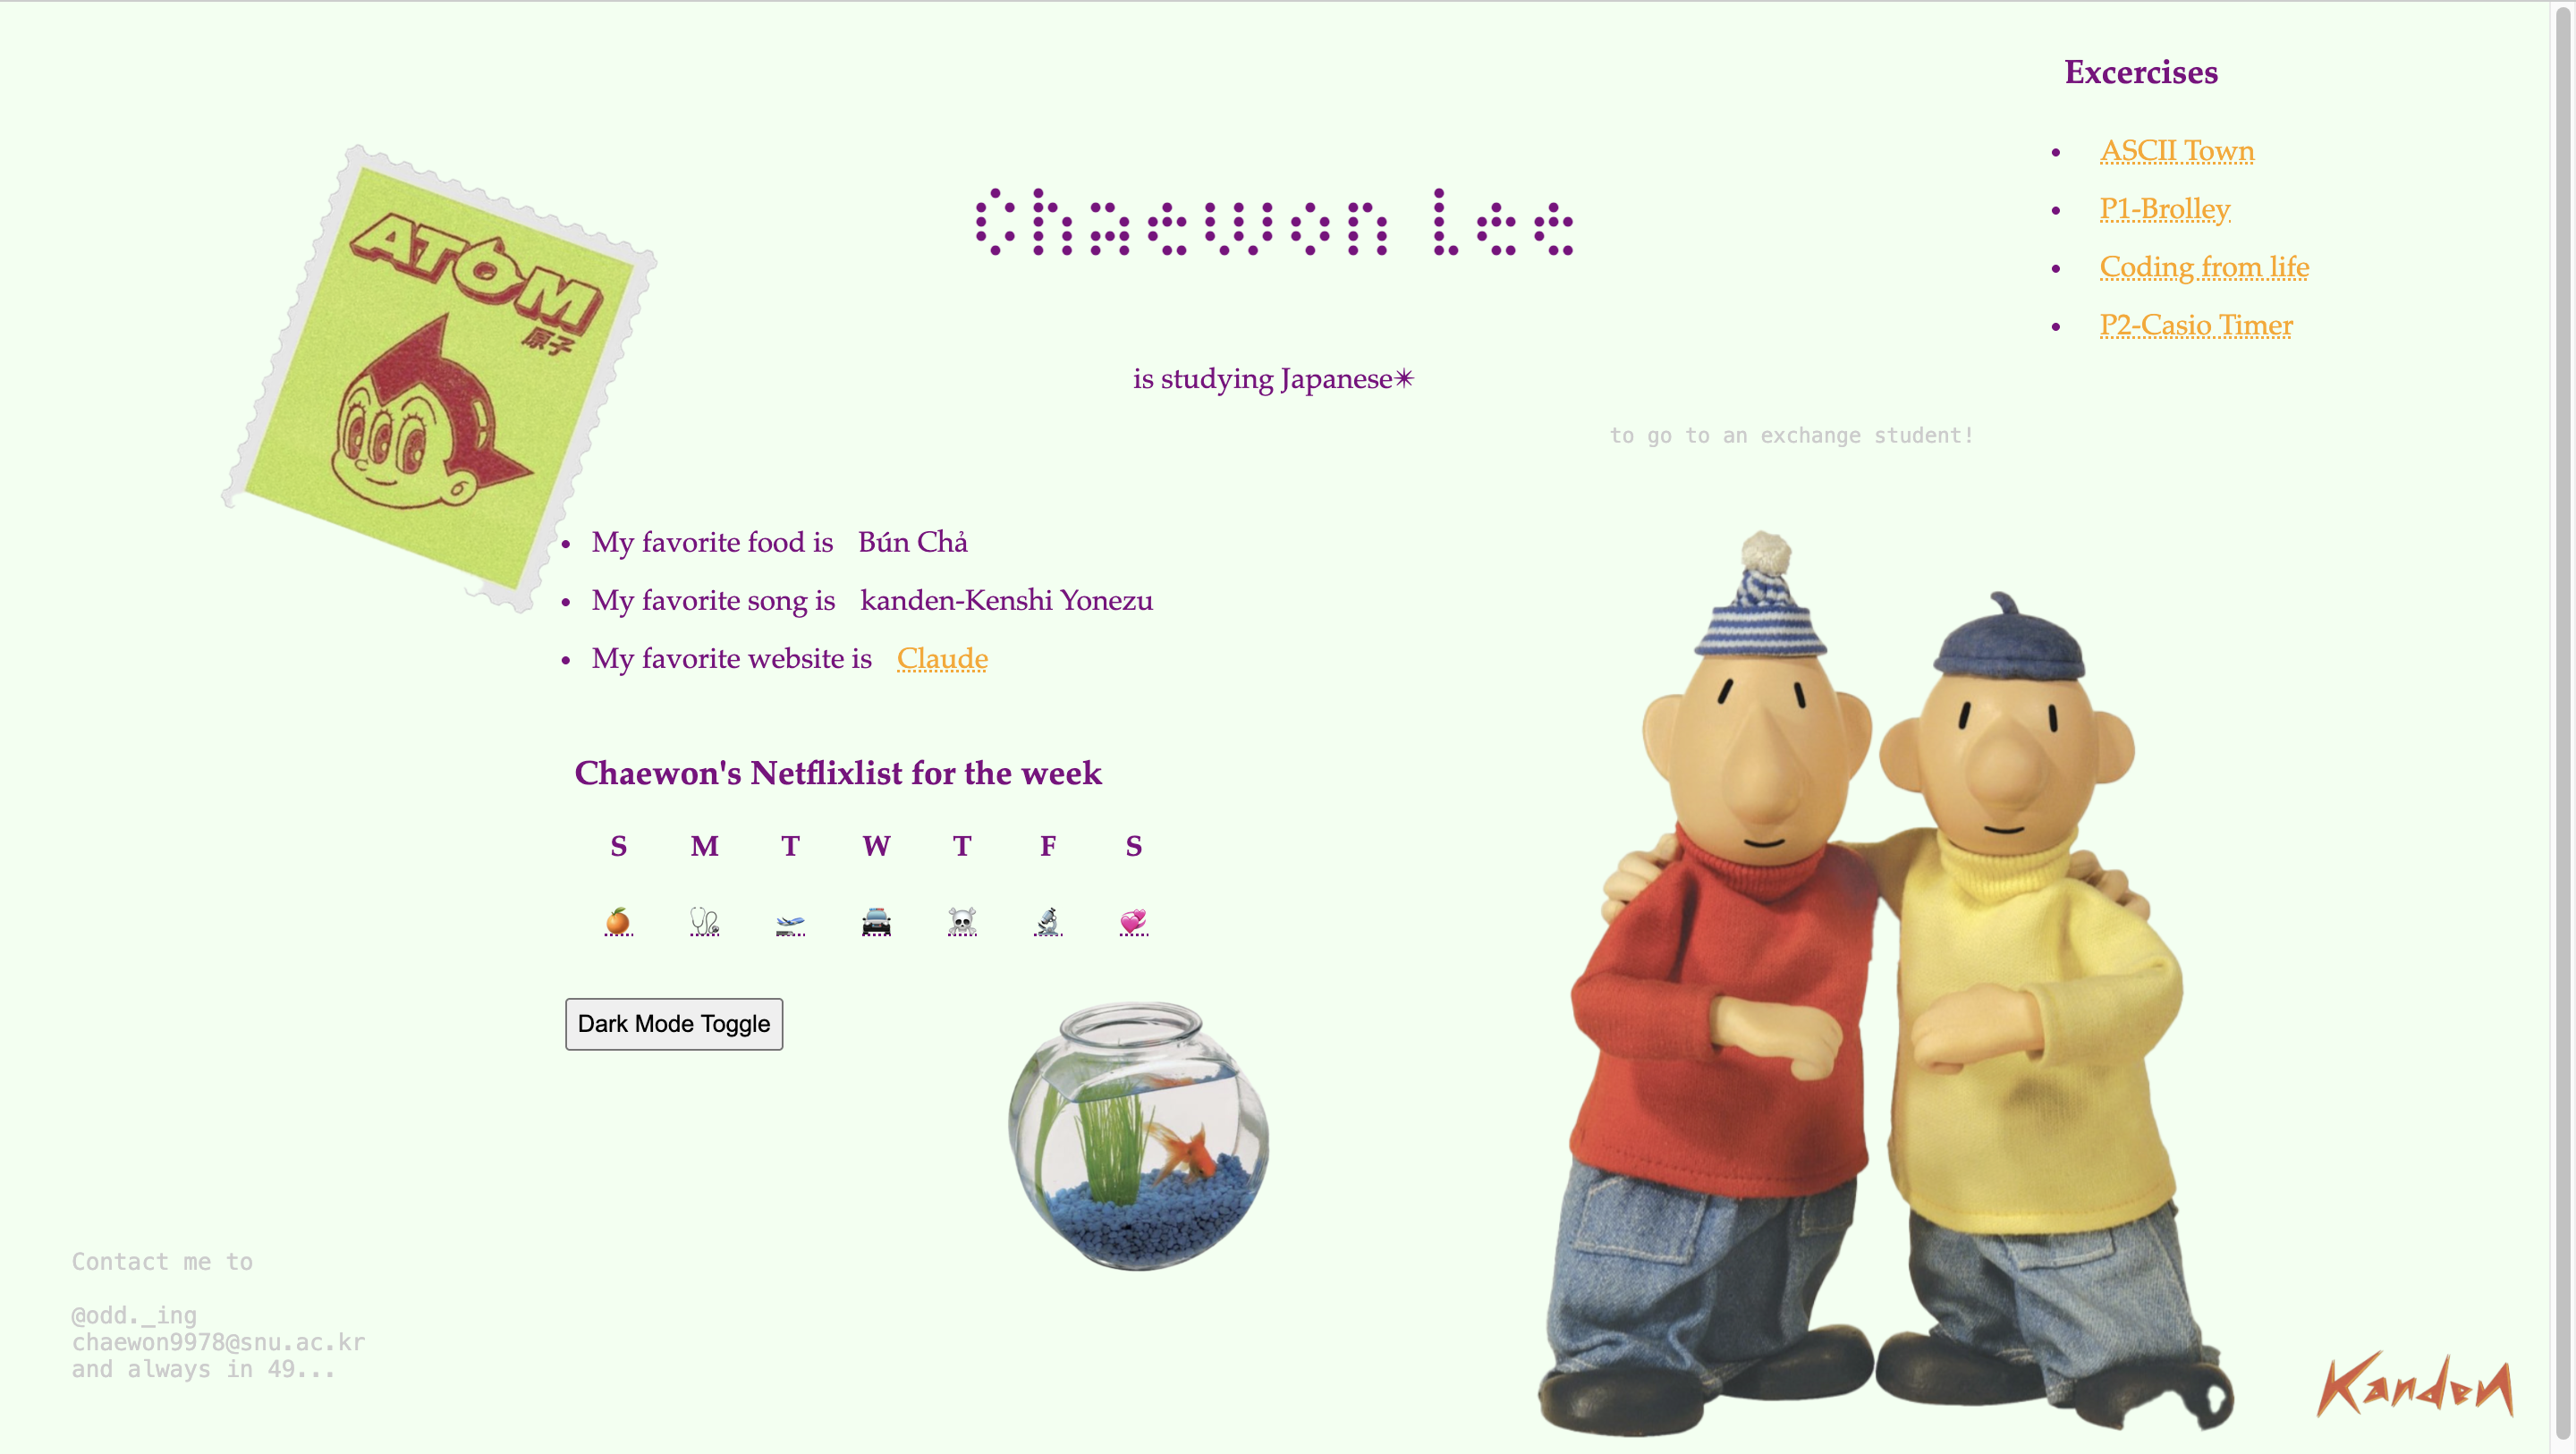 Excercises
ASCII Town
P1-Brolley
Coding from life
P2-Casio Timer
ATOM
原子
Chaewon Lee
is studying Japanese✴
to go to an exchange student!
My favorite food is Bún Chả
My favorite song is kanden-Kenshi Yonezu
My favorite website is Claude
Chaewon's Netflixlist for the week
S M T W T F S
Dark Mode Toggle
Contact me to
@odd._ing
chaewon9978@snu.ac.kr
and always in 49...
KandeN